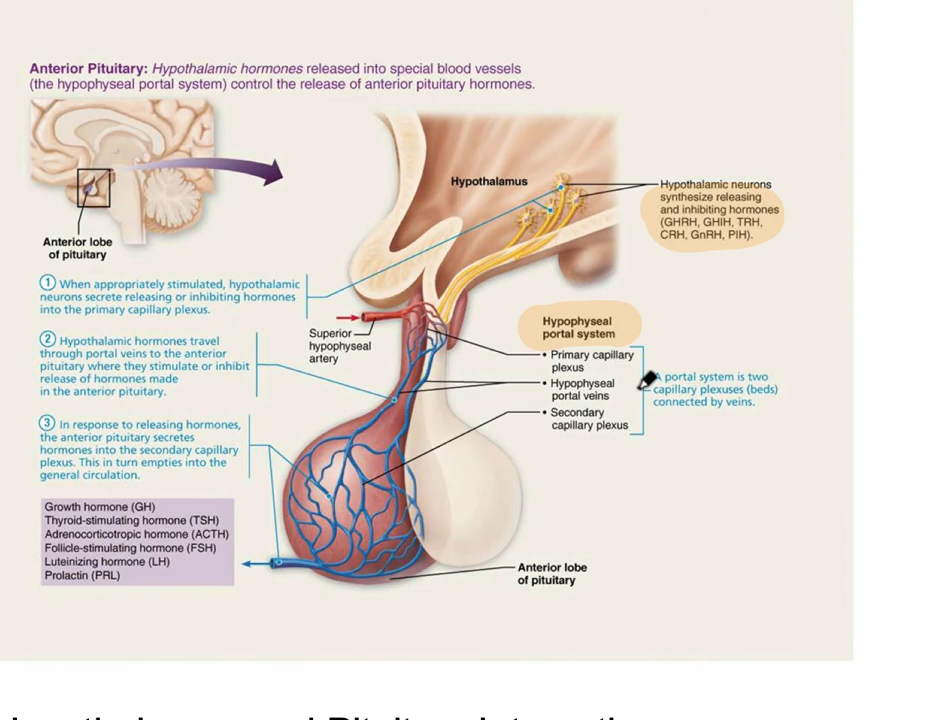 Anterior Pituitary: Hypothalamic hormones released into special blood vessels
(the hypophyseal portal system) control the release of anterior pituitary hormones.
Hypothalamus
Hypothalamic neurons
synthesize releasing
and inhibiting hormones
(GHRH, GHIH, TRH,
CRH, GnRH, PIH).
Anterior lobe
of pituitary
① When appropriately stimulated, hypothalamic
neurons secrete releasing or inhibiting hormones
into the primary capillary plexus.
Superior
hypophyseal
artery
Hypophyseal
portal system
② Hypothalamic hormones travel
through portal veins to the anterior
pituitary where they stimulate or inhibit
release of hormones made
in the anterior pituitary.
• Primary capillary
plexus
• Hypophyseal
portal veins
• Secondary
capillary plexus
portal system is two
capillary plexuses (beds)
connected by veins.
③ In response to releasing hormones,
the anterior pituitary secretes
hormones into the secondary capillary
plexus. This in turn empties into the
general circulation.
Growth hormone (GH)
Thyroid-stimulating hormone (TSH)
Adrenocorticotropic hormone (ACTH)
Follicle-stimulating hormone (FSH)
Luteinizing hormone (LH)
Prolactin (PRL)
Anterior lobe
of pituitary